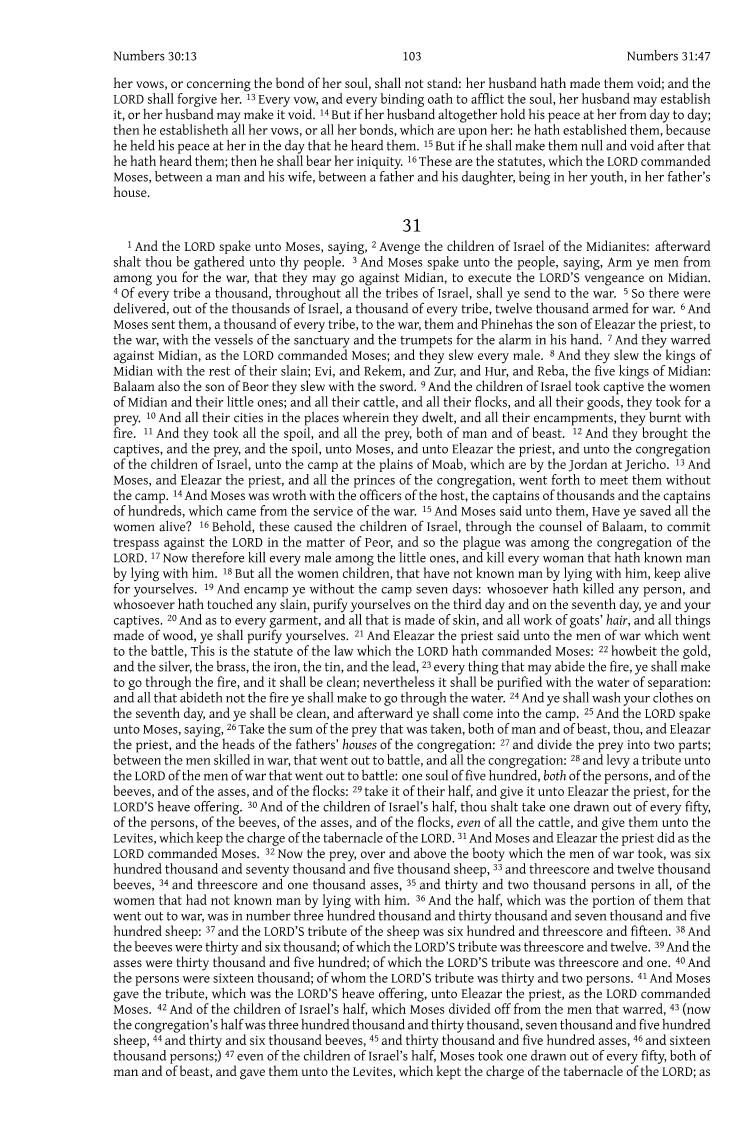 Numbers 30:13 103 Numbers 31:47
her vows, or concerning the bond of her soul, shall not stand: her husband hath made them void; and the
LORD shall forgive her. 13 Every vow, and every binding oath to afflict the soul, her husband may establish
it, or her husband may make it void. 14 But if her husband altogether hold his peace at her from day to day;
then he establisheth all her vows, or all her bonds, which are upon her: he hath established them, because
he held his peace at her in the day that he heard them. 15 But if he shall make them null and void after that
he hath heard them; then he shall bear her iniquity. 16 These are the statutes, which the LORD commanded
Moses, between a man and his wife, between a father and his daughter, being in her youth, in her father's
house.
31
1 And the LORD spake unto Moses, saying, 2 Avenge the children of Israel of the Midianites: afterward
shalt thou be gathered unto thy people. 3 And Moses spake unto the people, saying, Arm ye men from
among you for the war, that they may go against Midian, to execute the LORD'S vengeance on Midian.
4 Of every tribe a thousand, throughout all the tribes of Israel, shall ye send to the war. 5 So there were
delivered, out of the thousands of Israel, a thousand of every tribe, twelve thousand armed for war. 6 And
Moses sent them, a thousand of every tribe, to the war, them and Phinehas the son of Eleazar the priest, to
the war, with the vessels of the sanctuary and the trumpets for the alarm in his hand. 7 And they warred
against Midian, as the LORD commanded Moses; and they slew every male. 8 And they slew the kings of
Midian with the rest of their slain; Evi, and Rekem, and Zur, and Hur, and Reba, the five kings of Midian:
Balaam also the son of Beor they slew with the sword. 9 And the children of Israel took captive the women
of Midian and their little ones; and all their cattle, and all their flocks, and all their goods, they took for a
prey. 10 And all their cities in the places wherein they dwelt, and all their encampments, they burnt with
fire. 11 And they took all the spoil, and all the prey, both of man and of beast. 12 And they brought the
captives, and the prey, and the spoil, unto Moses, and unto Eleazar the priest, and unto the congregation
of the children of Israel, unto the camp at the plains of Moab, which are by the Jordan at Jericho. 13 And
Moses, and Eleazar the priest, and all the princes of the congregation, went forth to meet them without
the camp. 14 And Moses was wroth with the officers of the host, the captains of thousands and the captains
of hundreds, which came from the service of the war. 15 And Moses said unto them, Have ye saved all the
women alive? 16 Behold, these caused the children of Israel, through the counsel of Balaam, to commit
trespass against the LORD in the matter of Peor, and so the plague was among the congregation of the
LORD. 17 Now therefore kill every male among the little ones, and kill every woman that hath known man
by lying with him. 18 But all the women children, that have not known man by lying with him, keep alive
for yourselves. 19 And encamp ye without the camp seven days: whosoever hath killed any person, and
whosoever hath touched any slain, purify yourselves on the third day and on the seventh day, ye and your
captives. 20 And as to every garment, and all that is made of skin, and all work of goats' hair, and all things
made of wood, ye shall purify yourselves. 21 And Eleazar the priest said unto the men of war which went
to the battle, This is the statute of the law which the LORD hath commanded Moses: 22 howbeit the gold,
and the silver, the brass, the iron, the tin, and the lead, 23 every thing that may abide the fire, ye shall make
to go through the fire, and it shall be clean; nevertheless it shall be purified with the water of separation:
and all that abideth not the fire ye shall make to go through the water. 24 And ye shall wash your clothes on
the seventh day, and ye shall be clean, and afterward ye shall come into the camp. 25 And the LORD spake
unto Moses, saying, 26 Take the sum of the prey that was taken, both of man and of beast, thou, and Eleazar
the priest, and the heads of the fathers' houses of the congregation: 27 and divide the prey into two parts;
between the men skilled in war, that went out to battle, and all the congregation: 28 and levy a tribute unto
the LORD of the men of war that went out to battle: one soul of five hundred, both of the persons, and of the
beeves, and of the asses, and of the flocks: 29 take it of their half, and give it unto Eleazar the priest, for the
LORD'S heave offering. 30 And of the children of Israel's half, thou shalt take one drawn out of every fifty,
of the persons, of the beeves, of the asses, and of the flocks, even of all the cattle, and give them unto the
Levites, which keep the charge of the tabernacle of the LORD. 31 And Moses and Eleazar the priest did as the
LORD commanded Moses. 32 Now the prey, over and above the booty which the men of war took, was six
hundred thousand and seventy thousand and five thousand sheep, 33 and threescore and twelve thousand
beeves, 34 and threescore and one thousand asses, 35 and thirty and two thousand persons in all, of the
women that had not known man by lying with him. 36 And the half, which was the portion of them that
went out to war, was in number three hundred thousand and thirty thousand and seven thousand and five
hundred sheep: 37 and the LORD'S tribute of the sheep was six hundred and threescore and fifteen. 38 And
the beeves were thirty and six thousand; of which the LORD'S tribute was threescore and twelve. 39 And the
asses were thirty thousand and five hundred; of which the LORD'S tribute was threescore and one. 40 And
the persons were sixteen thousand; of whom the LORD'S tribute was thirty and two persons. 41 And Moses
gave the tribute, which was the LORD'S heave offering, unto Eleazar the priest, as the LORD commanded
Moses. 42 And of the children of Israel's half, which Moses divided off from the men that warred, 43 (now
the congregation's half was three hundred thousand and thirty thousand, seven thousand and five hundred
sheep, 44 and thirty and six thousand beeves, 45 and thirty thousand and five hundred asses, 46 and sixteen
thousand persons;) 47 even of the children of Israel's half, Moses took one drawn out of every fifty, both of
man and of beast, and gave them unto the Levites, which kept the charge of the tabernacle of the LORD; as